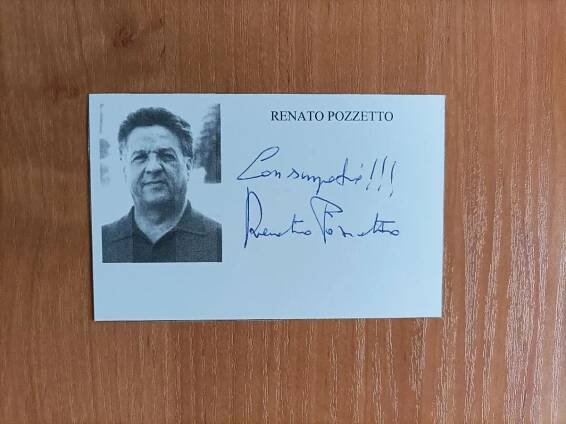 RENATO POZZETTO
Con simpatia!!!
Renato Pozzetto